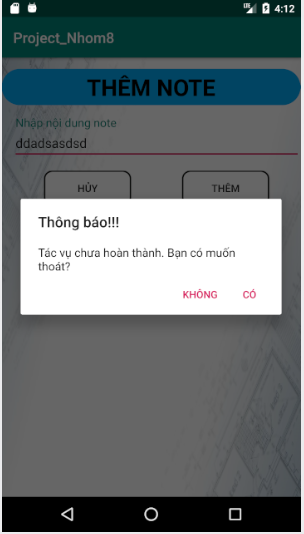 4:12
Project_Nhom8
THÊM NOTE
Nhập nội dung note
ddadsasdsd
HỦY
THÊM
Thông báo!!!
Tác vụ chưa hoàn thành. Bạn có muốn
thoát?
KHÔNG
CÓ